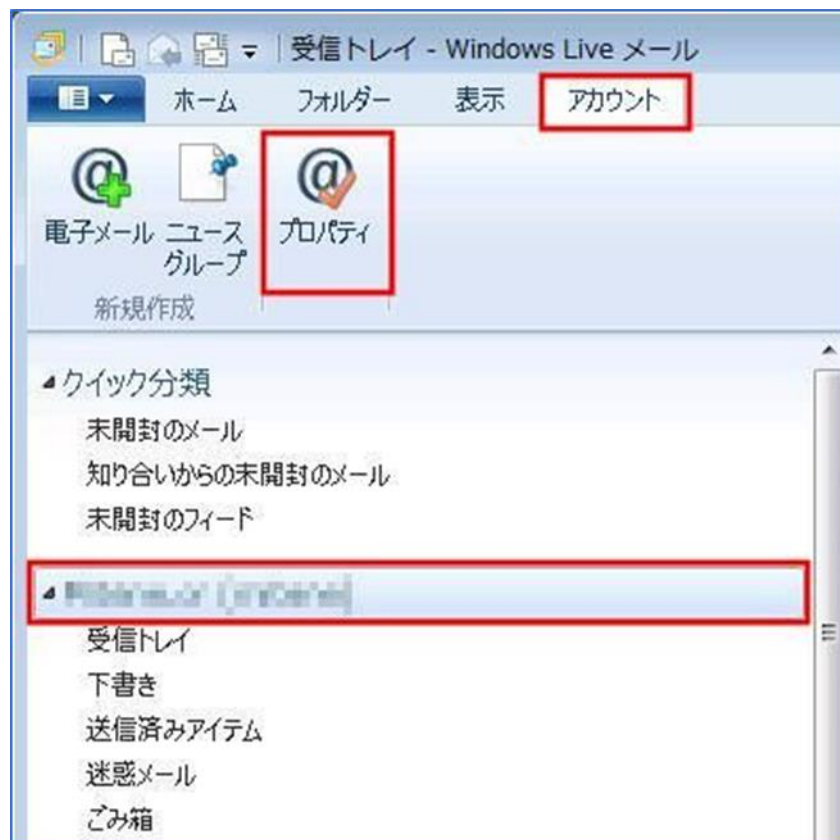 受信トレイ - Windows Live メール
ホーム フォルダー 表示 アカウント
電子メール ニュース グループ プロパティ
新規作成
クイック分類
未開封のメール
知り合いからの未開封のメール
未開封のフィード
受信トレイ
下書き
送信済みアイテム
迷惑メール
ごみ箱